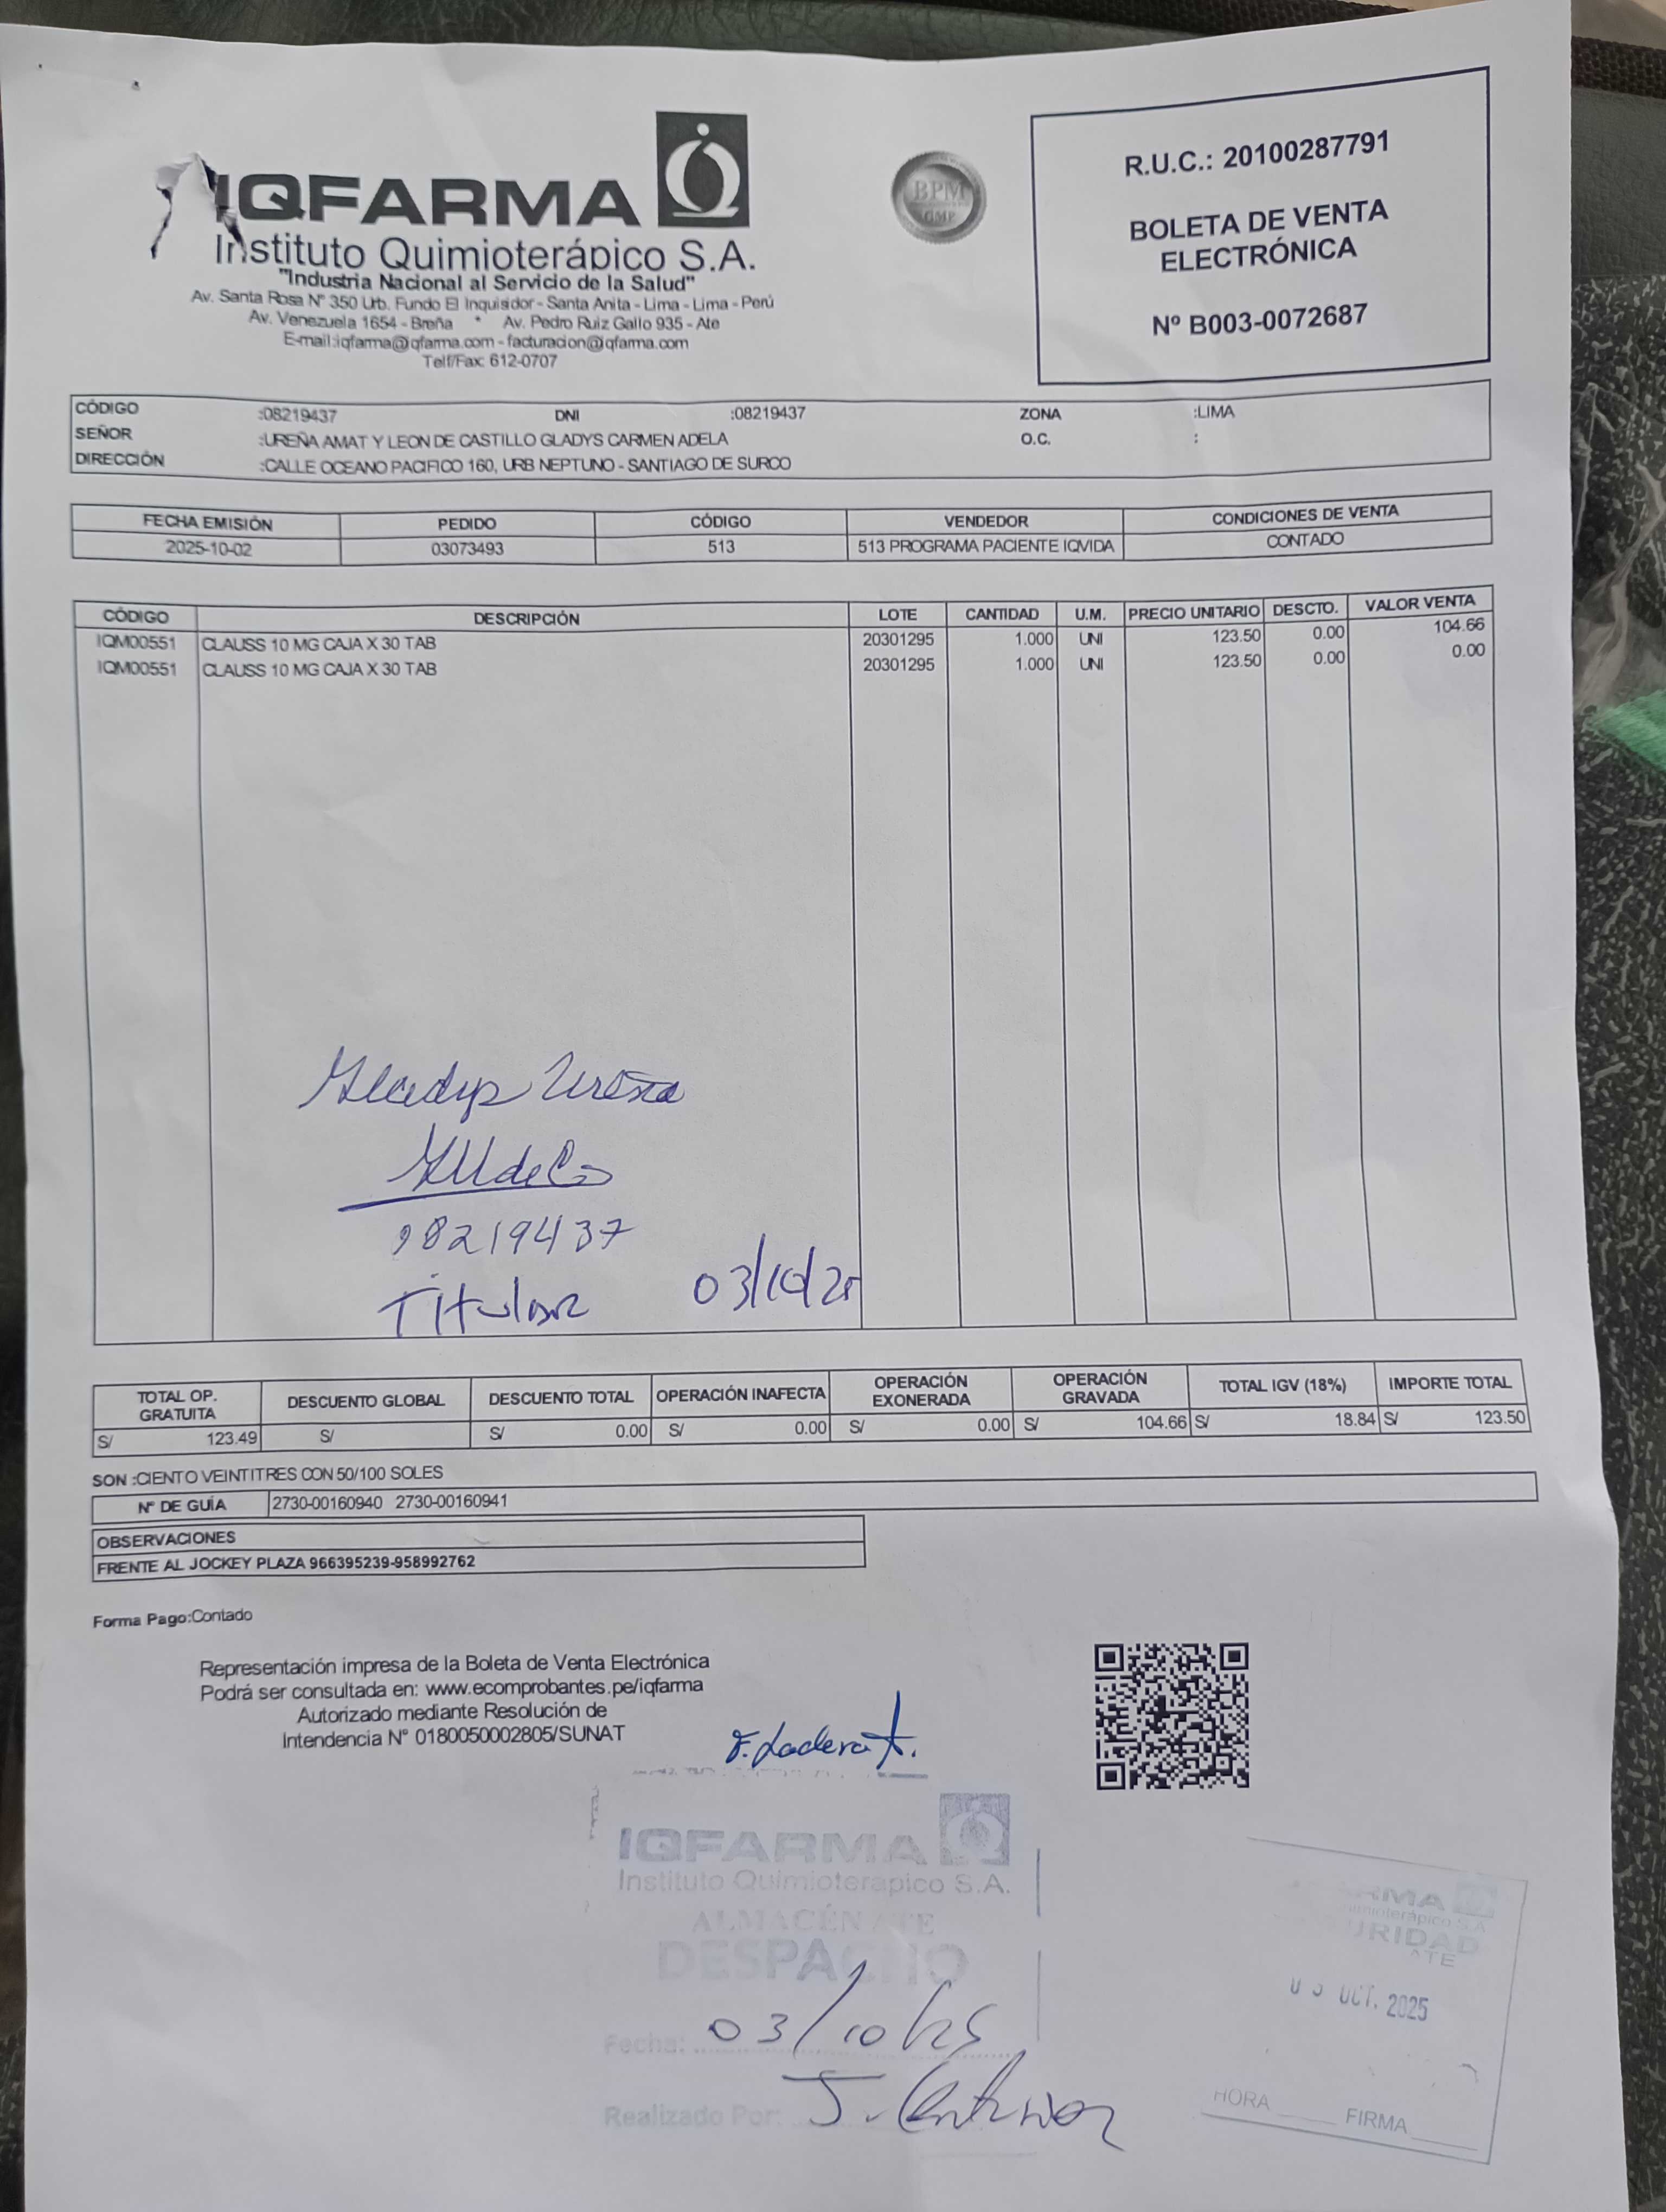 IQFARMA
Instituto Quimioterápico S.A.
"Industria Nacional al Servicio de la Salud"
Av. Santa Rosa N° 350 Urb. Fundo El Inquisidor - Santa Anita - Lima - Lima - Perú
Av. Venezuela 1654 - Breña * Av. Pedro Ruiz Gallo 935 - Ate
E-mail:iqfarma@iqfarma.com - facturacion@iqfarma.com
Telf/Fax: 612-0707
BPM
GMP
R.U.C.: 20100287791
BOLETA DE VENTA
ELECTRÓNICA
Nº B003-0072687
CÓDIGO :08219437 DNI :08219437 ZONA :LIMA
SEÑOR :UREÑA AMAT Y LEON DE CASTILLO GLADYS CARMEN ADELA O.C. :
DIRECCIÓN :CALLE OCEANO PACIFICO 160, URB NEPTUNO - SANTIAGO DE SURCO
FECHA EMISIÓN PEDIDO CÓDIGO VENDEDOR CONDICIONES DE VENTA
2025-10-02 03073493 513 513 PROGRAMA PACIENTE IQVIDA CONTADO
CÓDIGO DESCRIPCIÓN LOTE CANTIDAD U.M. PRECIO UNITARIO DESCTO. VALOR VENTA
IQM00551 CLAUSS 10 MG CAJA X 30 TAB 20301295 1.000 UNI 123.50 0.00 104.66
IQM00551 CLAUSS 10 MG CAJA X 30 TAB 20301295 1.000 UNI 123.50 0.00 0.00
Gladys Ureña
08219437
Titular 03/10/25
TOTAL OP. GRATUITA DESCUENTO GLOBAL DESCUENTO TOTAL OPERACIÓN INAFECTA OPERACIÓN EXONERADA OPERACIÓN GRAVADA TOTAL IGV (18%) IMPORTE TOTAL
S/ 123.49 S/ S/ 0.00 S/ 0.00 S/ 0.00 S/ 104.66 S/ 18.84 S/ 123.50
SON :CIENTO VEINTITRES CON 50/100 SOLES
N° DE GUÍA 2730-00160940 2730-00160941
OBSERVACIONES
FRENTE AL JOCKEY PLAZA 966395239-958992762
Forma Pago:Contado
Representación impresa de la Boleta de Venta Electrónica
Podrá ser consultada en: www.ecomprobantes.pe/iqfarma
Autorizado mediante Resolución de
Intendencia N° 0180050002805/SUNAT
IQFARMA
Instituto Quimioterapico S.A.
ALMACÉN ATE
DESPACHO
Fecha: 03/10/25
Realizado Por:
OCT. 2025
HORA FIRMA